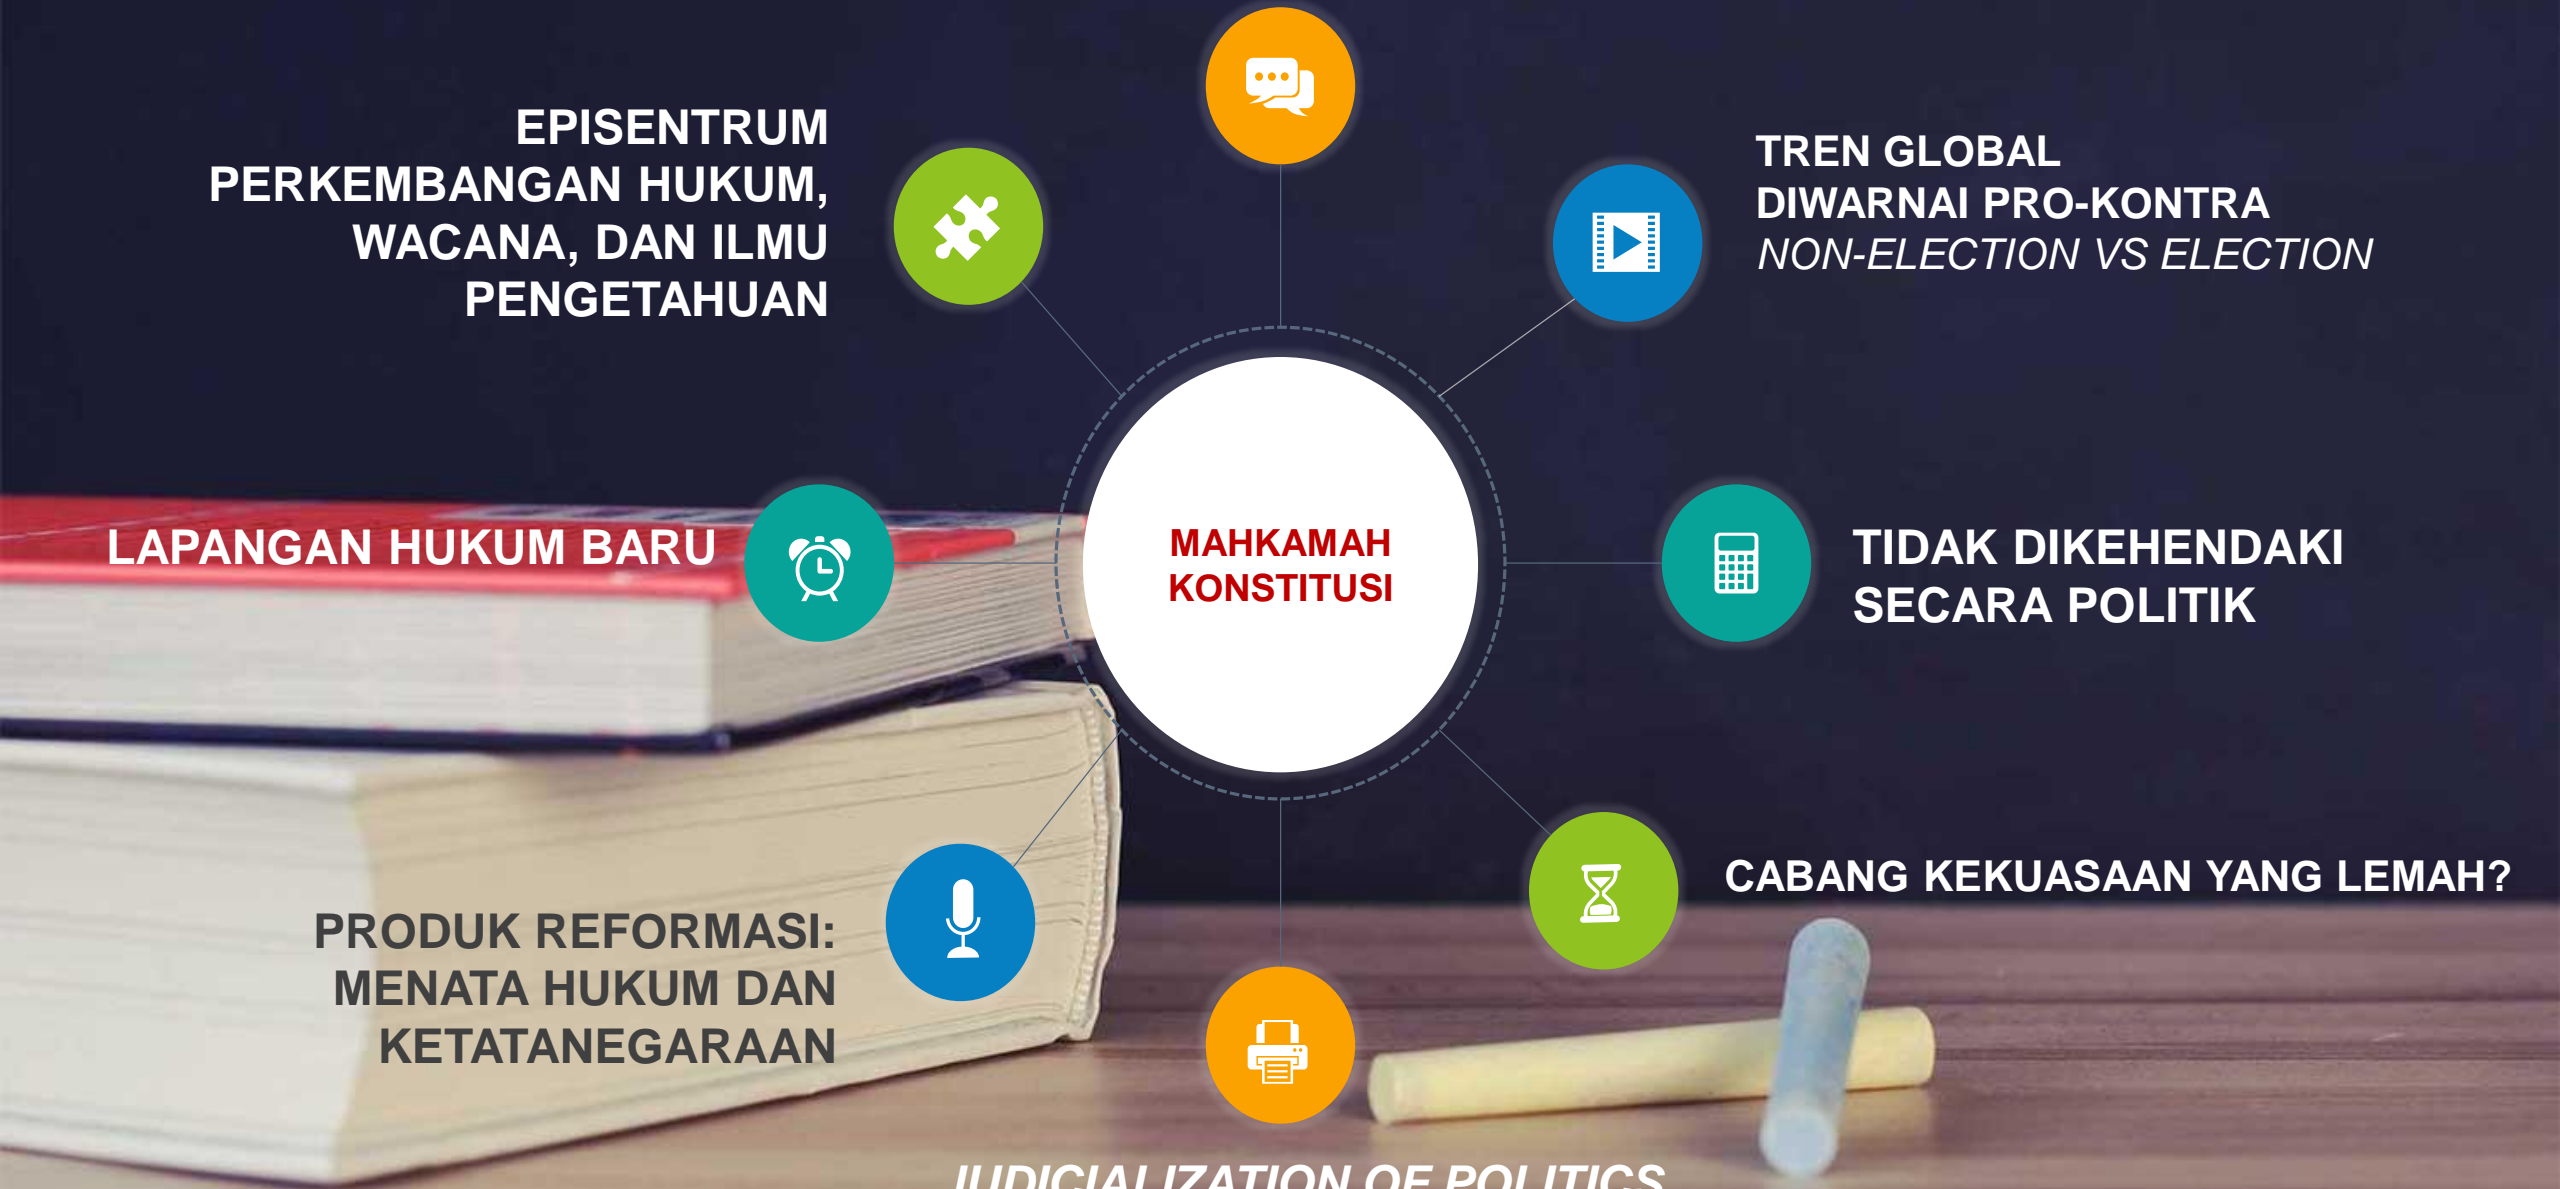 EPISENTRUM
PERKEMBANGAN HUKUM,
WACANA, DAN ILMU
PENGETAHUAN
TREN GLOBAL
DIWARNAI PRO-KONTRA
NON-ELECTION VS ELECTION
LAPANGAN HUKUM BARU
MAHKAMAH
KONSTITUSI
TIDAK DIKEHENDAKI
SECARA POLITIK
CABANG KEKUASAAN YANG LEMAH?
PRODUK REFORMASI:
MENATA HUKUM DAN
KETATANEGARAAN
JUDICIALIZATION OF POLITICS